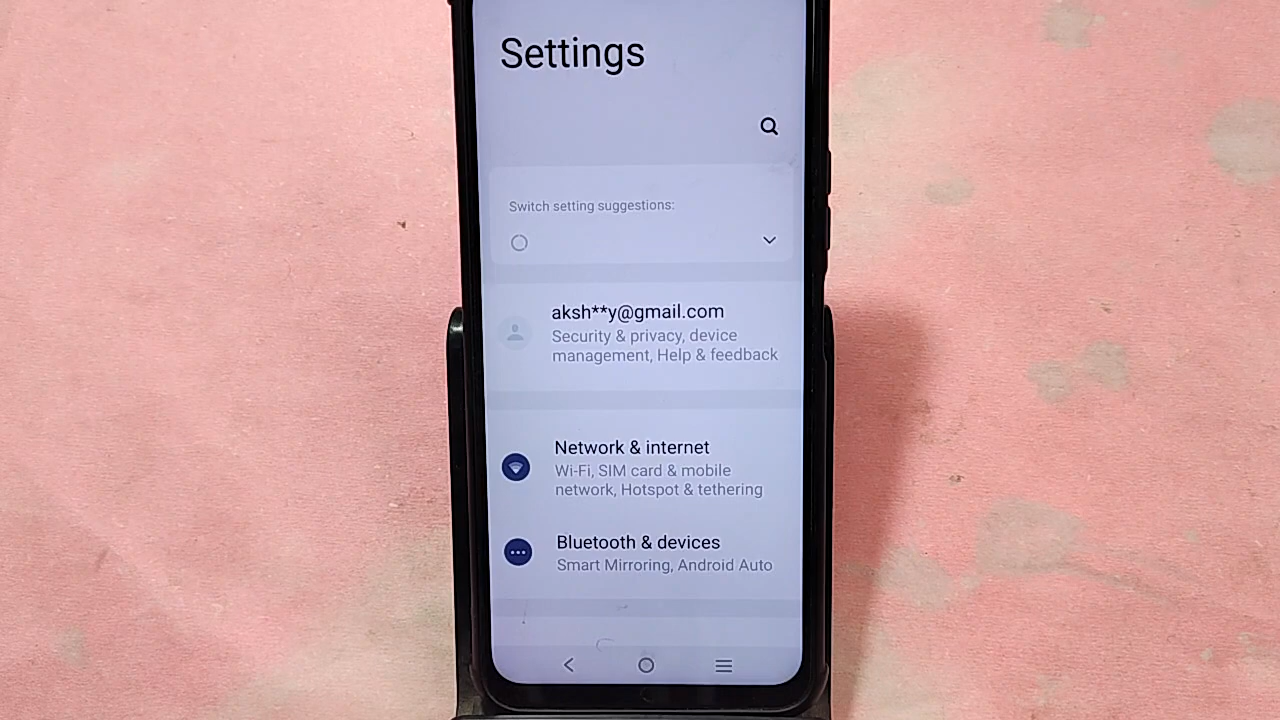 Settings
Switch setting suggestions:
aksh**y@gmail.com
Security & privacy, device
management, Help & feedback
Network & internet
Wi-Fi, SIM card & mobile
network, Hotspot & tethering
Bluetooth & devices
Smart Mirroring, Android Auto